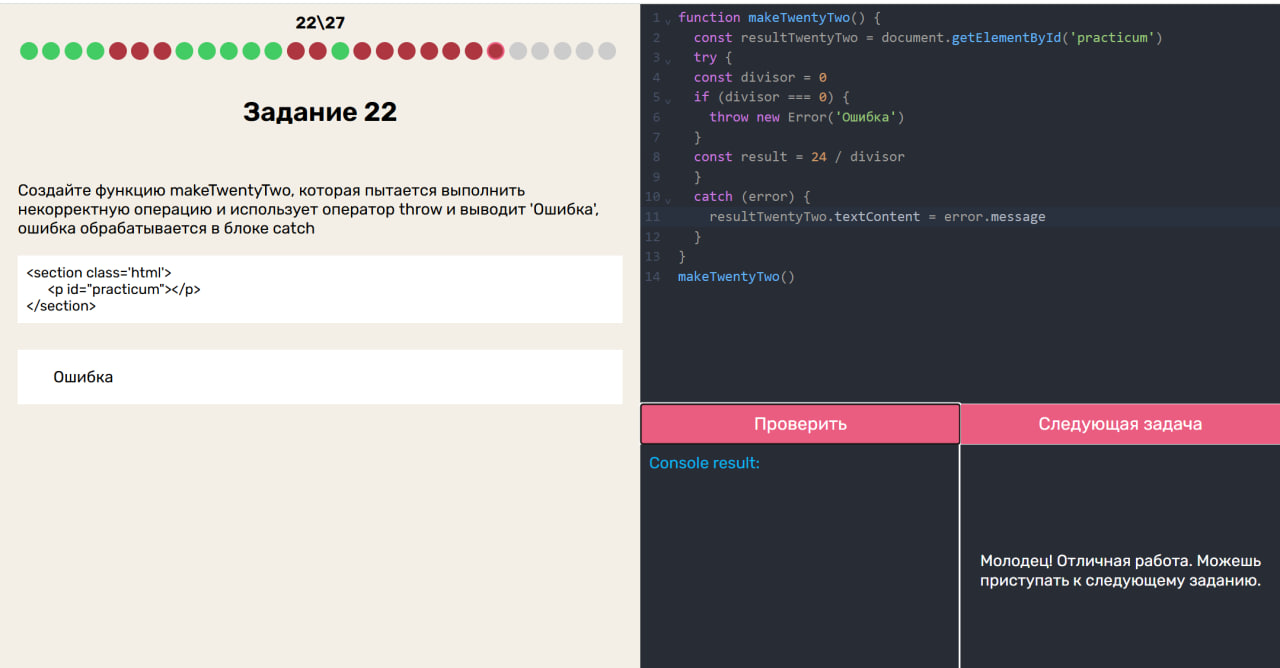 22\27
Задание 22
Создайте функцию makeTwentyTwo, которая пытается выполнить
некорректную операцию и использует оператор throw и выводит 'Ошибка',
ошибка обрабатывается в блоке catch
<section class='html'>
<p id="practicum"></p>
</section>
Ошибка
1 function makeTwentyTwo() {
2 const resultTwentyTwo = document.getElementById('practicum')
3 try {
4 const divisor = 0
5 if (divisor === 0) {
6 throw new Error('Ошибка')
7 }
8 const result = 24 / divisor
9 }
10 catch (error) {
11 resultTwentyTwo.textContent = error.message
12 }
13 }
14 makeTwentyTwo()
Проверить
Следующая задача
Console result:
Молодец! Отличная работа. Можешь
приступать к следующему заданию.